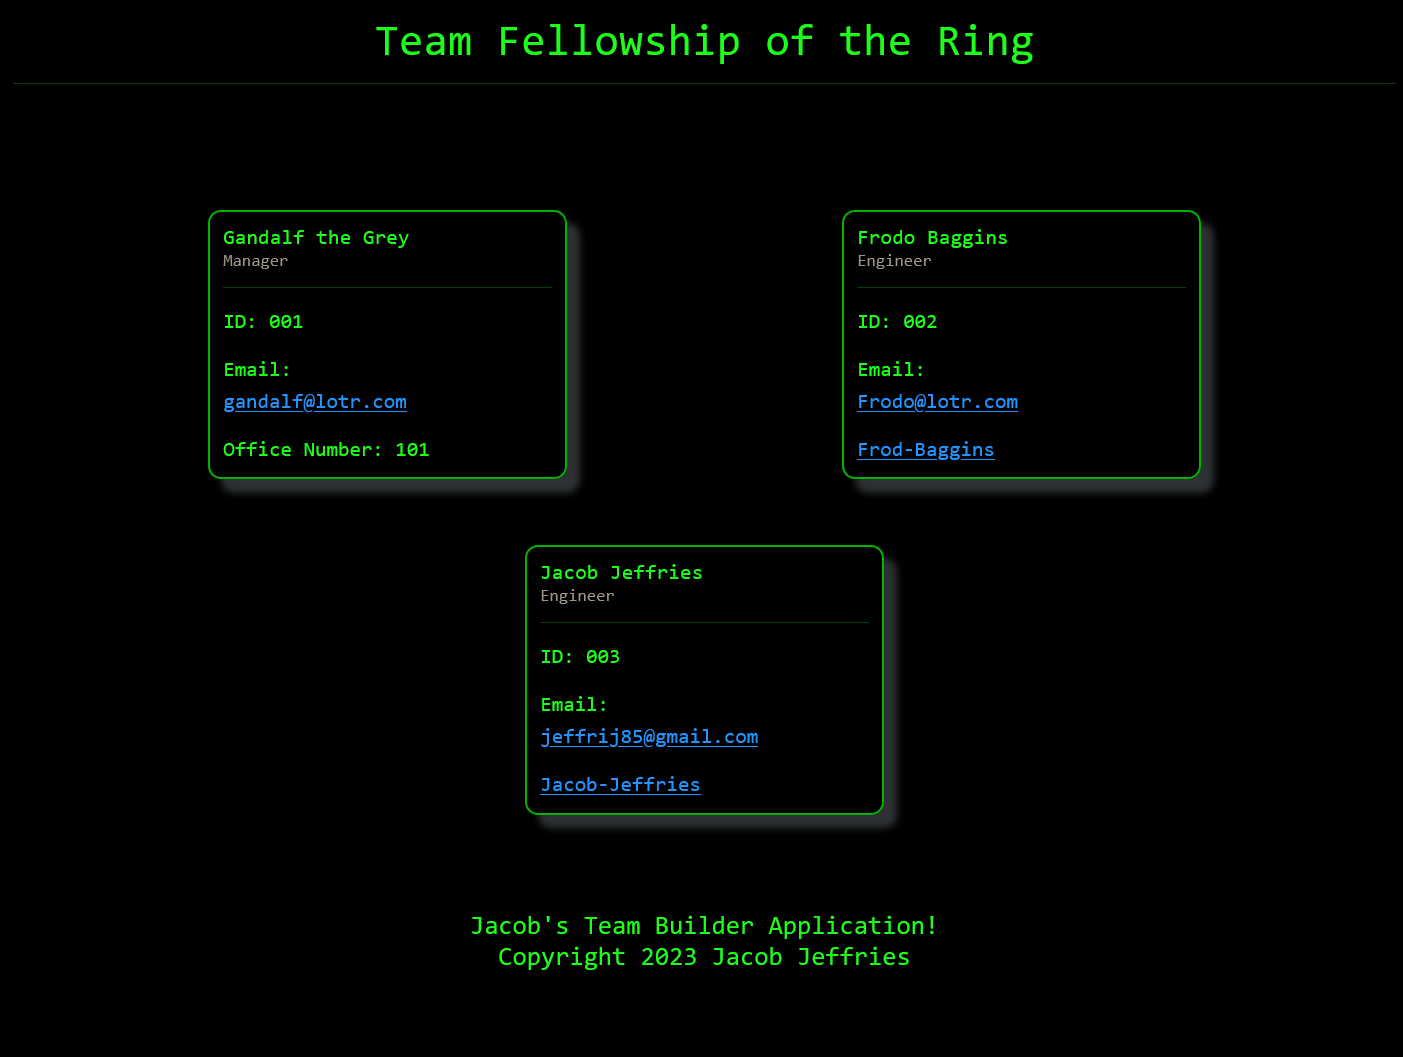 Team Fellowship of the Ring
Gandalf the Grey
Manager
ID: 001
Email:
gandalf@lotr.com
Office Number: 101
Frodo Baggins
Engineer
ID: 002
Email:
Frodo@lotr.com
Frod-Baggins
Jacob Jeffries
Engineer
ID: 003
Email:
jeffrij85@gmail.com
Jacob-Jeffries
Jacob's Team Builder Application!
Copyright 2023 Jacob Jeffries